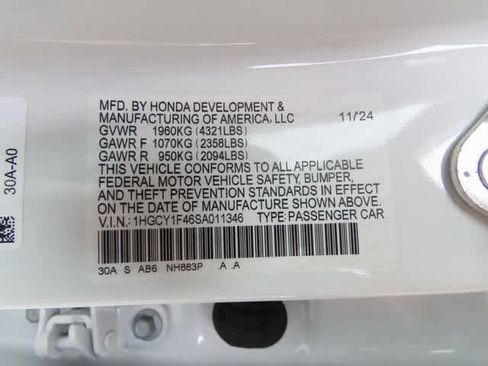 MFD. BY HONDA DEVELOPMENT &
MANUFACTURING OF AMERICA, LLC 11/24
GVWR 1960KG (4321LBS)
GAWR F 1070KG (2358LBS)
GAWR R 950KG (2094LBS)
THIS VEHICLE CONFORMS TO ALL APPLICABLE
FEDERAL MOTOR VEHICLE SAFETY, BUMPER,
AND THEFT PREVENTION STANDARDS IN EFFECT
ON THE DATE OF MANUFACTURE SHOWN ABOVE.
V.I.N.: 1HGCY1F46SA011346 TYPE: PASSENGER CAR
30A S AB6 NH883P A A
30A-A0